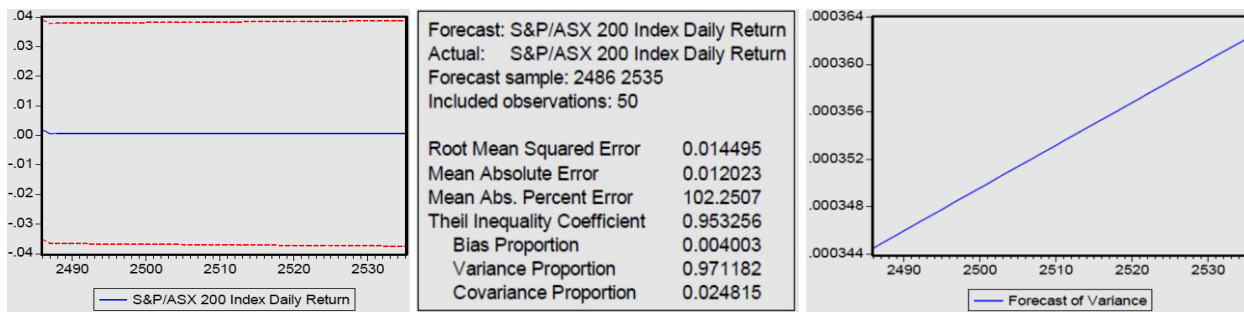 .04
.03
.02
.01
.00
-.01
-.02
-.03
-.04
2490 2500 2510 2520 2530
S&P/ASX 200 Index Daily Return
Forecast: S&P/ASX 200 Index Daily Return
Actual: S&P/ASX 200 Index Daily Return
Forecast sample: 2486 2535
Included observations: 50
Root Mean Squared Error 0.014495
Mean Absolute Error 0.012023
Mean Abs. Percent Error 102.2507
Theil Inequality Coefficient 0.953256
Bias Proportion 0.004003
Variance Proportion 0.971182
Covariance Proportion 0.024815
.000364
.000360
.000356
.000352
.000348
.000344
2490 2500 2510 2520 2530
Forecast of Variance